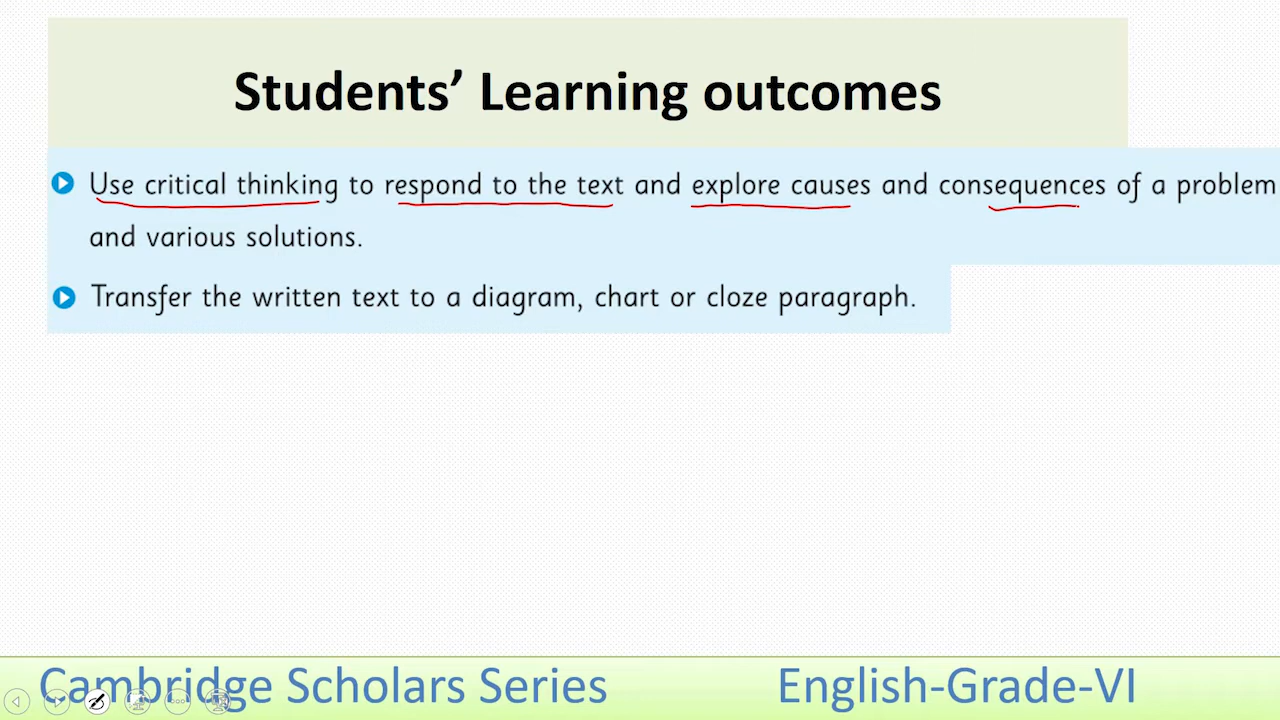 Students’ Learning outcomes
Use critical thinking to respond to the text and explore causes and consequences of a problem
and various solutions.
Transfer the written text to a diagram, chart or cloze paragraph.
Cambridge Scholars Series English-Grade-VI